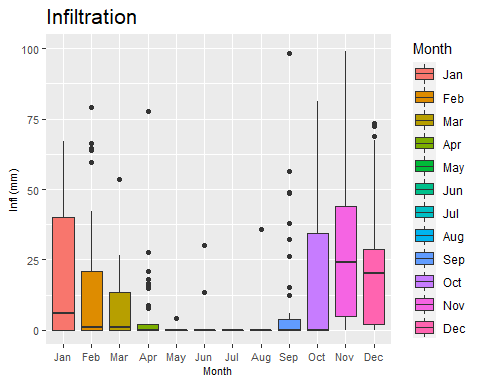 Infiltration
Infl (mm)
100
75
50
25
0
Jan Feb Mar Apr May Jun Jul Aug Sep Oct Nov Dec
Month
Month
Jan
Feb
Mar
Apr
May
Jun
Jul
Aug
Sep
Oct
Nov
Dec